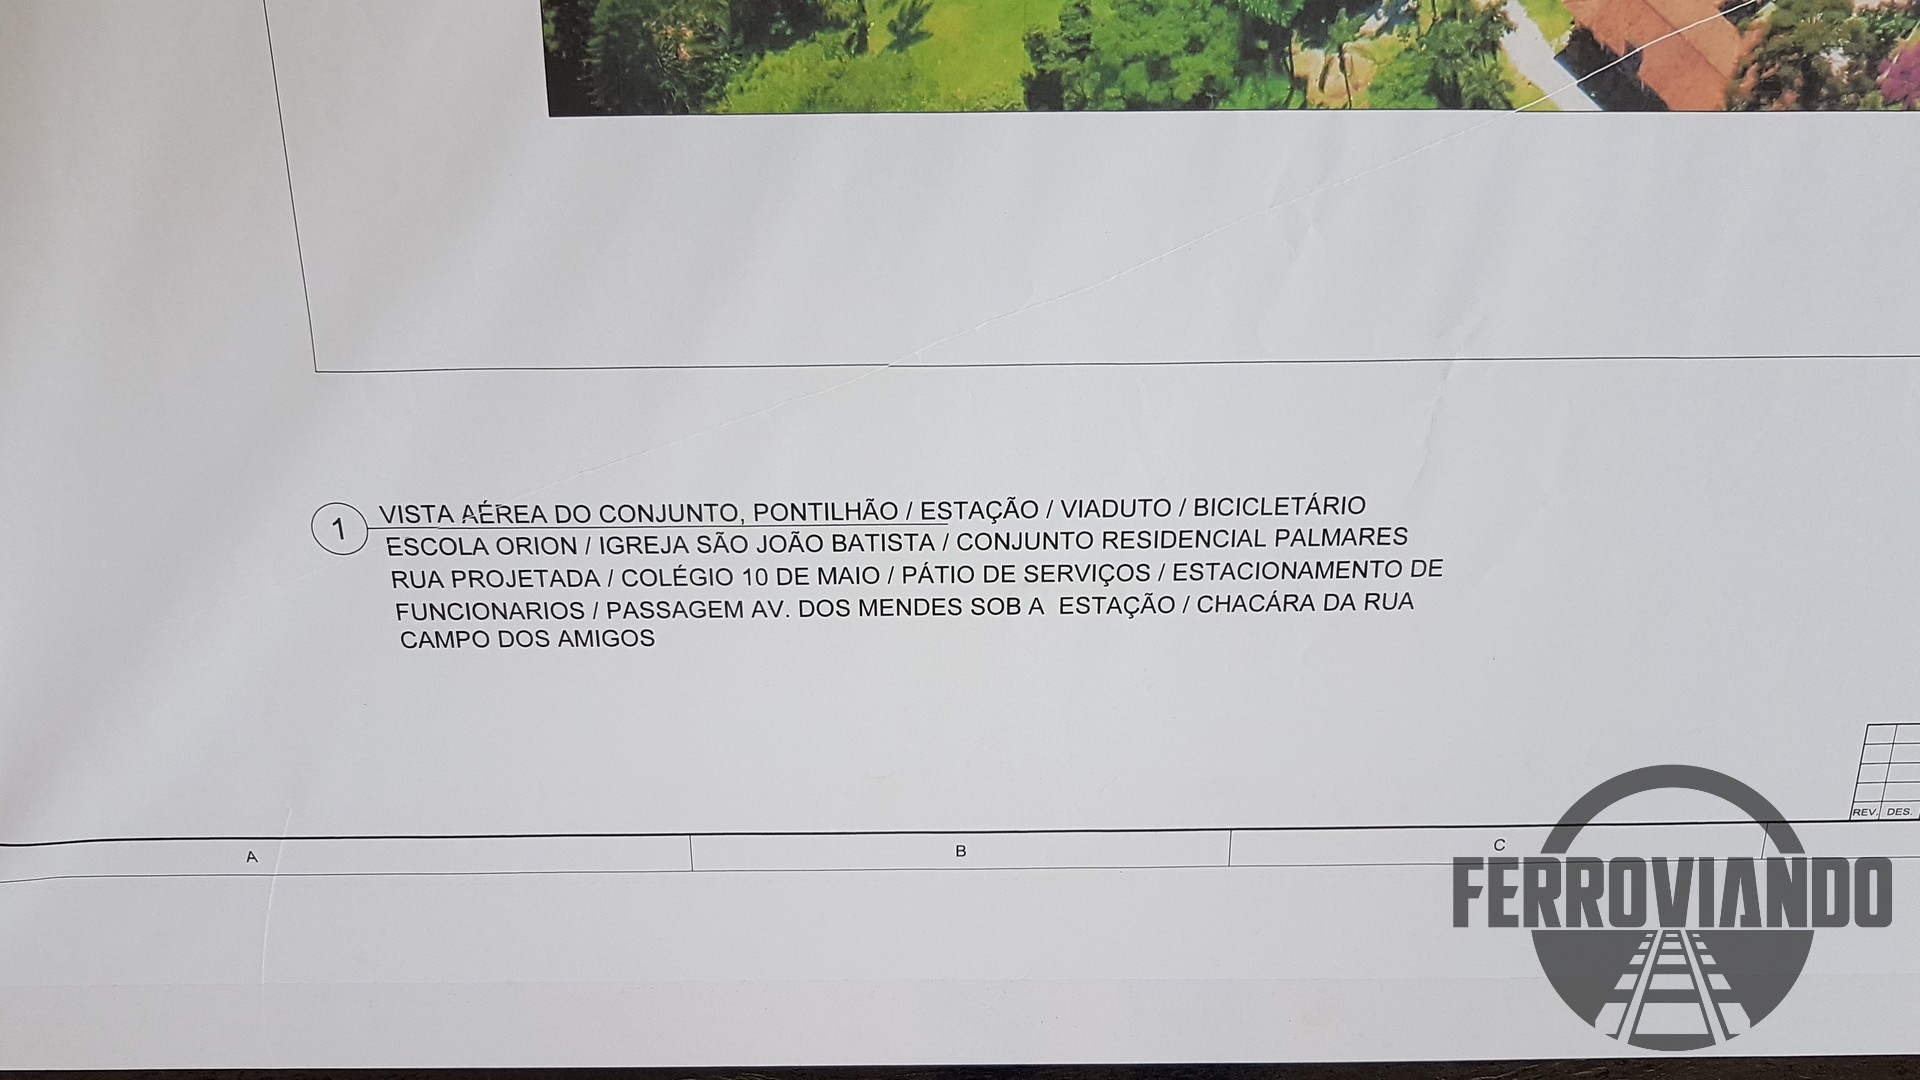 1
VISTA AÉREA DO CONJUNTO, PONTILHÃO / ESTAÇÃO / VIADUTO / BICICLETÁRIO
ESCOLA ORION / IGREJA SÃO JOÃO BATISTA / CONJUNTO RESIDENCIAL PALMARES
RUA PROJETADA / COLÉGIO 10 DE MAIO / PÁTIO DE SERVIÇOS / ESTACIONAMENTO DE
FUNCIONARIOS / PASSAGEM AV. DOS MENDES SOB A ESTAÇÃO / CHACÁRA DA RUA
CAMPO DOS AMIGOS
REV. DES.
A B C
FERROVIANDO